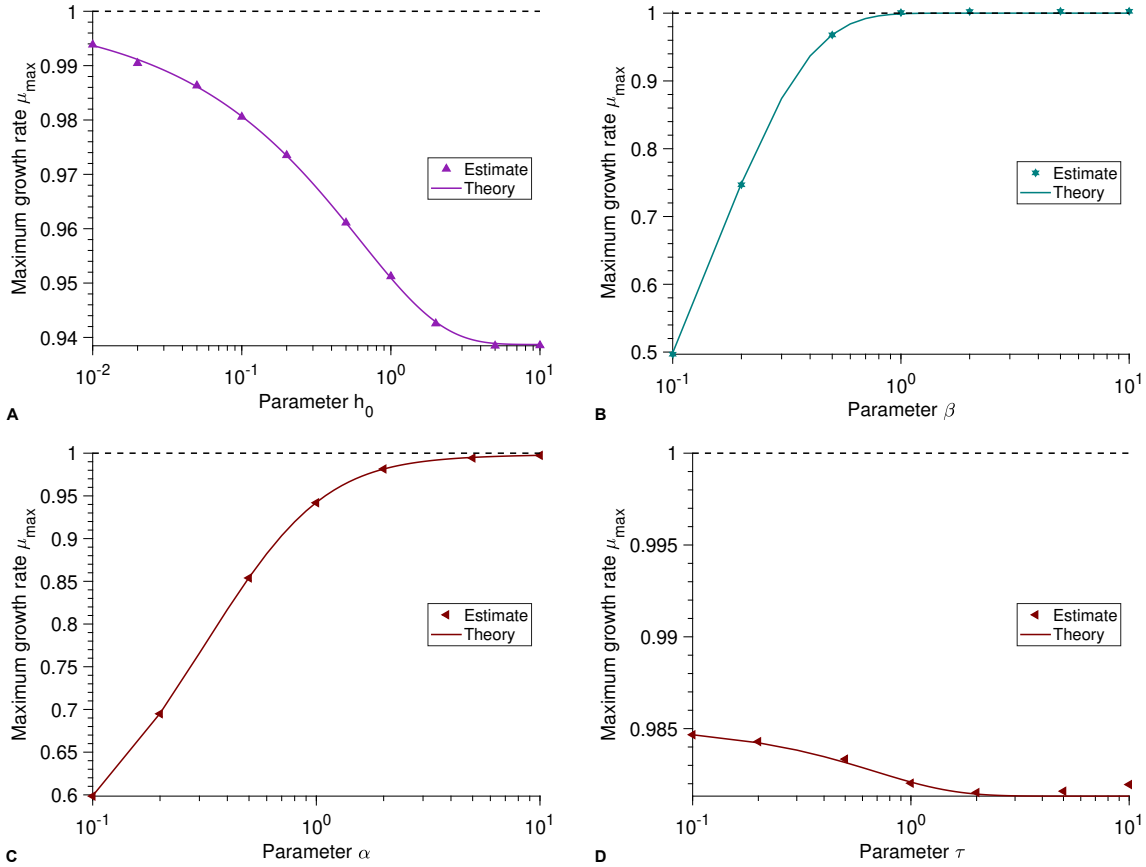 1
0.99
0.98
0.97
0.96
0.95
0.94
Maximum growth rate μmax
Estimate
Theory
10-2
10-1
100
101
Parameter h0
A
1
0.9
0.8
0.7
0.6
0.5
Maximum growth rate μmax
Estimate
Theory
10-1
100
101
Parameter β
B
1
0.95
0.9
0.85
0.8
0.75
0.7
0.65
0.6
Maximum growth rate μmax
Estimate
Theory
10-1
100
101
Parameter α
C
1
0.995
0.99
0.985
Maximum growth rate μmax
Estimate
Theory
10-1
100
101
Parameter τ
D